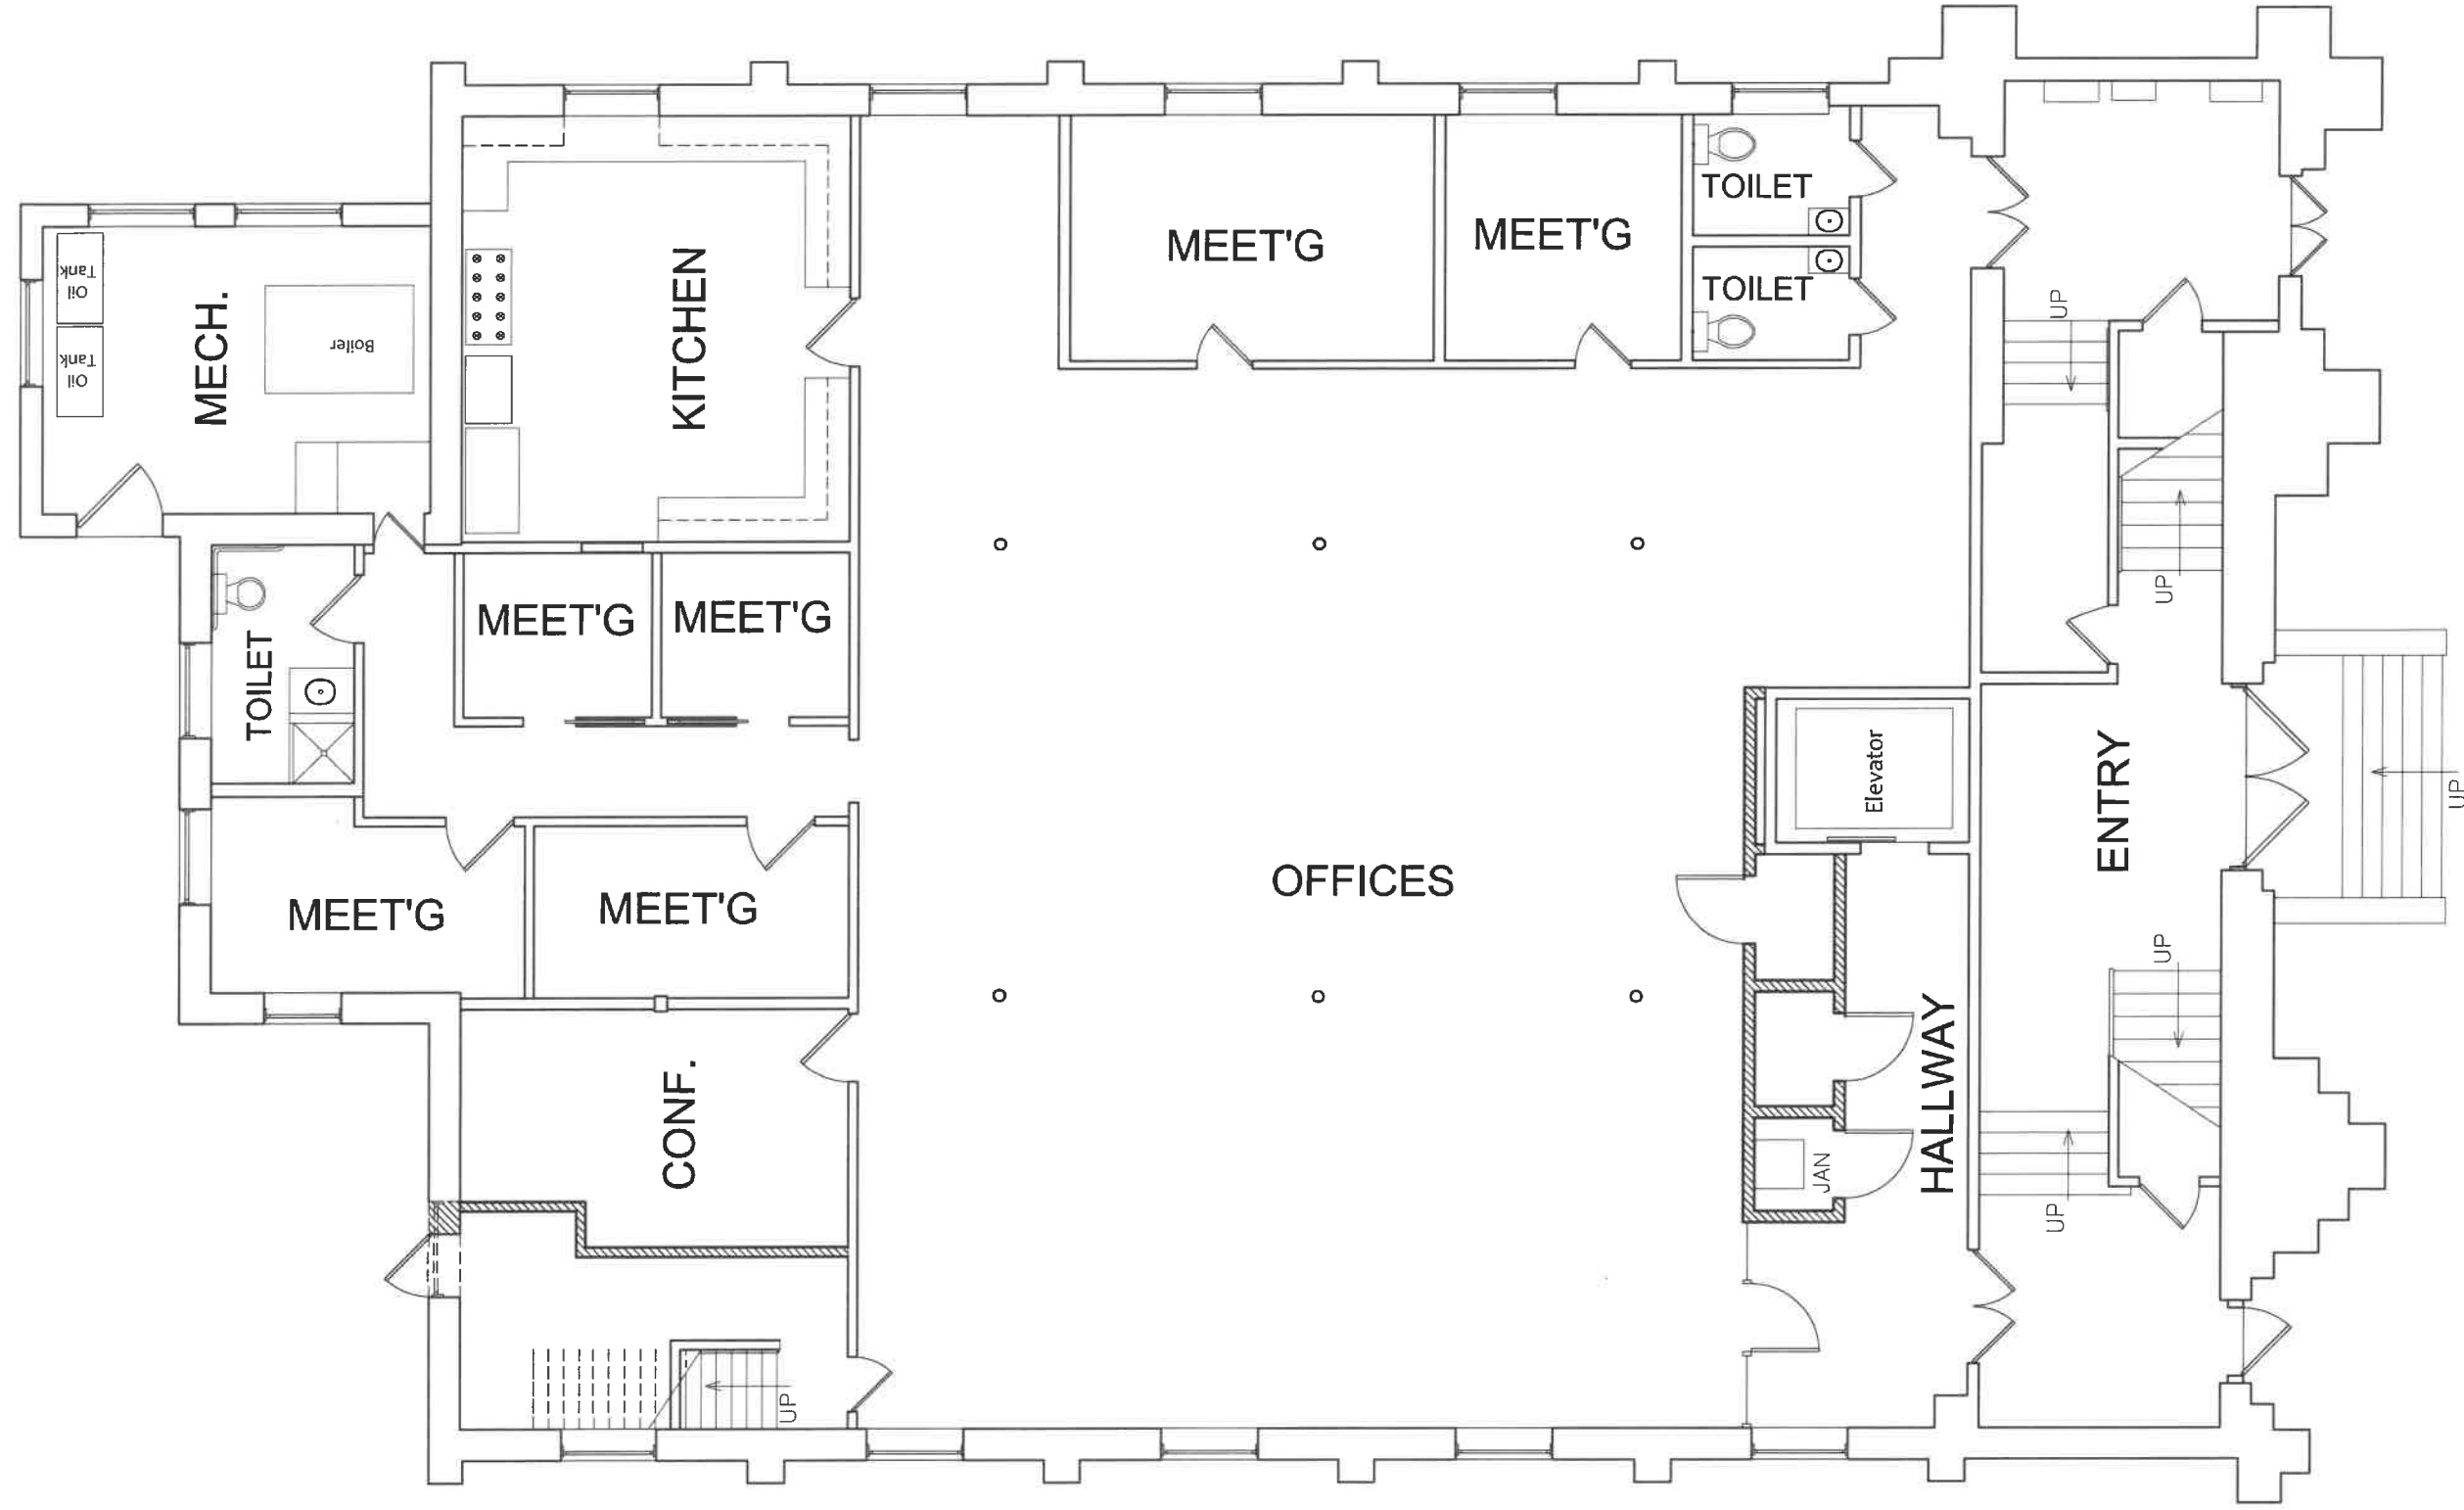 Oil
Tank
Oil
Tank
Boiler
MECH.
KITCHEN
MEET'G
MEET'G
TOILET
TOILET
UP
MEET'G
MEET'G
TOILET
UP
MEET'G
MEET'G
OFFICES
Elevator
ENTRY
UP
UP
CONF.
HALLWAY
JAN
UP
UP